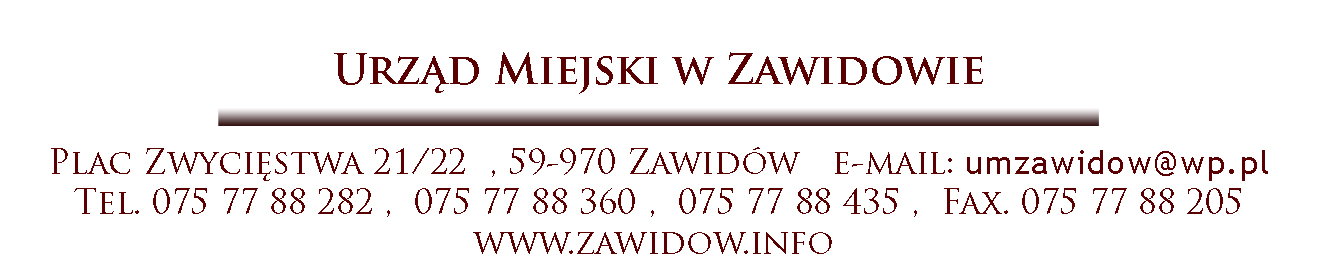 Urząd Miejski w Zawidowie
Plac Zwycięstwa 21/22 , 59-970 Zawidów e-mail: umzawidow@wp.pl
Tel. 075 77 88 282 , 075 77 88 360 , 075 77 88 435 , Fax. 075 77 88 205
www.zawidow.info